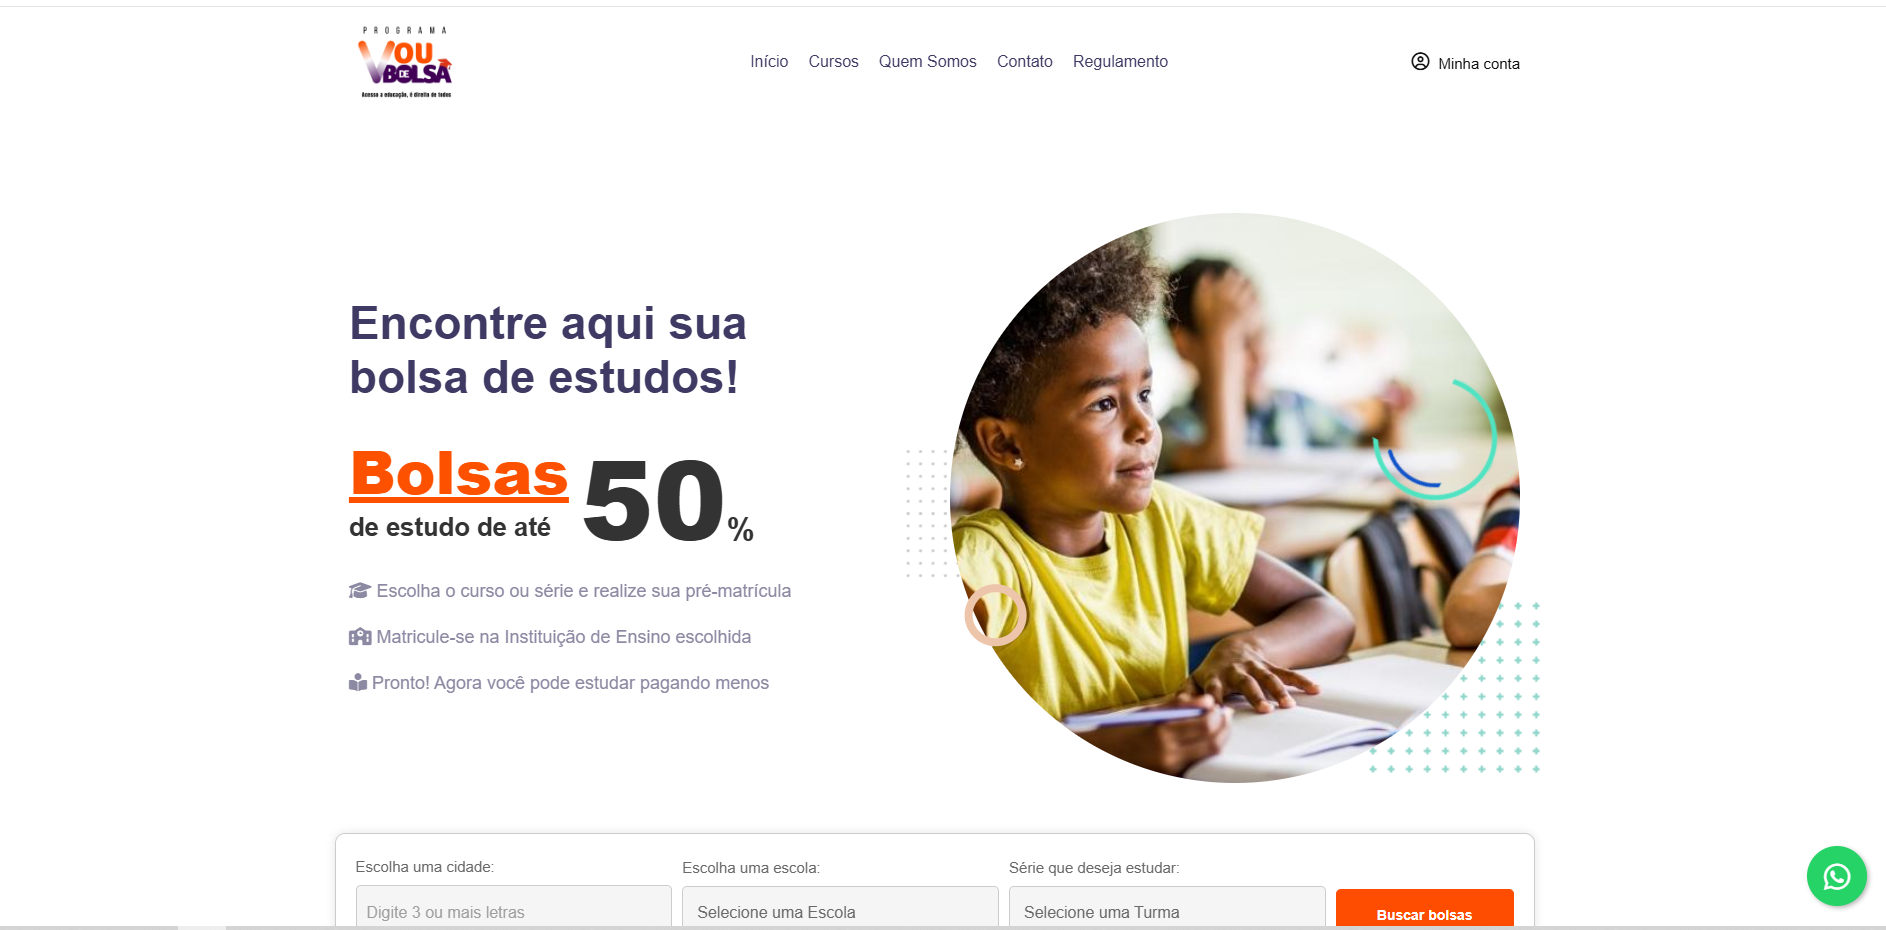 PROGRAMA
VOU
DE BOLSA
Acesso a educação, é direito de todos
Início Cursos Quem Somos Contato Regulamento
Minha conta
Encontre aqui sua
bolsa de estudos!
Bolsas
de estudo de até
50%
Escolha o curso ou série e realize sua pré-matrícula
Matricule-se na Instituição de Ensino escolhida
Pronto! Agora você pode estudar pagando menos
Escolha uma cidade:
Digite 3 ou mais letras
Escolha uma escola:
Selecione uma Escola
Série que deseja estudar:
Selecione uma Turma
Buscar bolsas